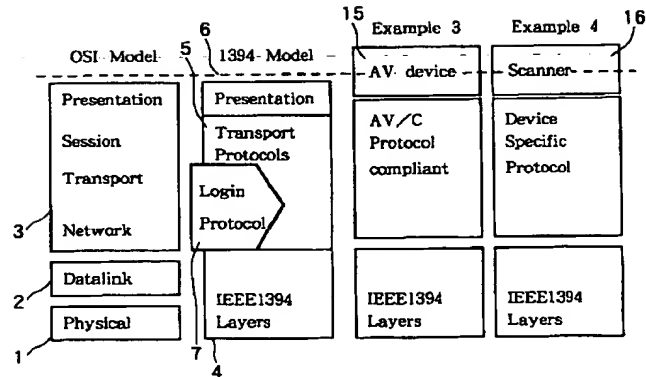 Example 3
Example 4
15
16
OSI Model
6
1394 Model
5
AV device
Scanner
Presentation
Session
Transport
Network
3
Presentation
Transport
Protocols
Login
Protocol
AV/C
Protocol
compliant
Device
Specific
Protocol
Datalink
2
Physical
1
7
4
IEEE1394
Layers
IEEE1394
Layers
IEEE1394
Layers